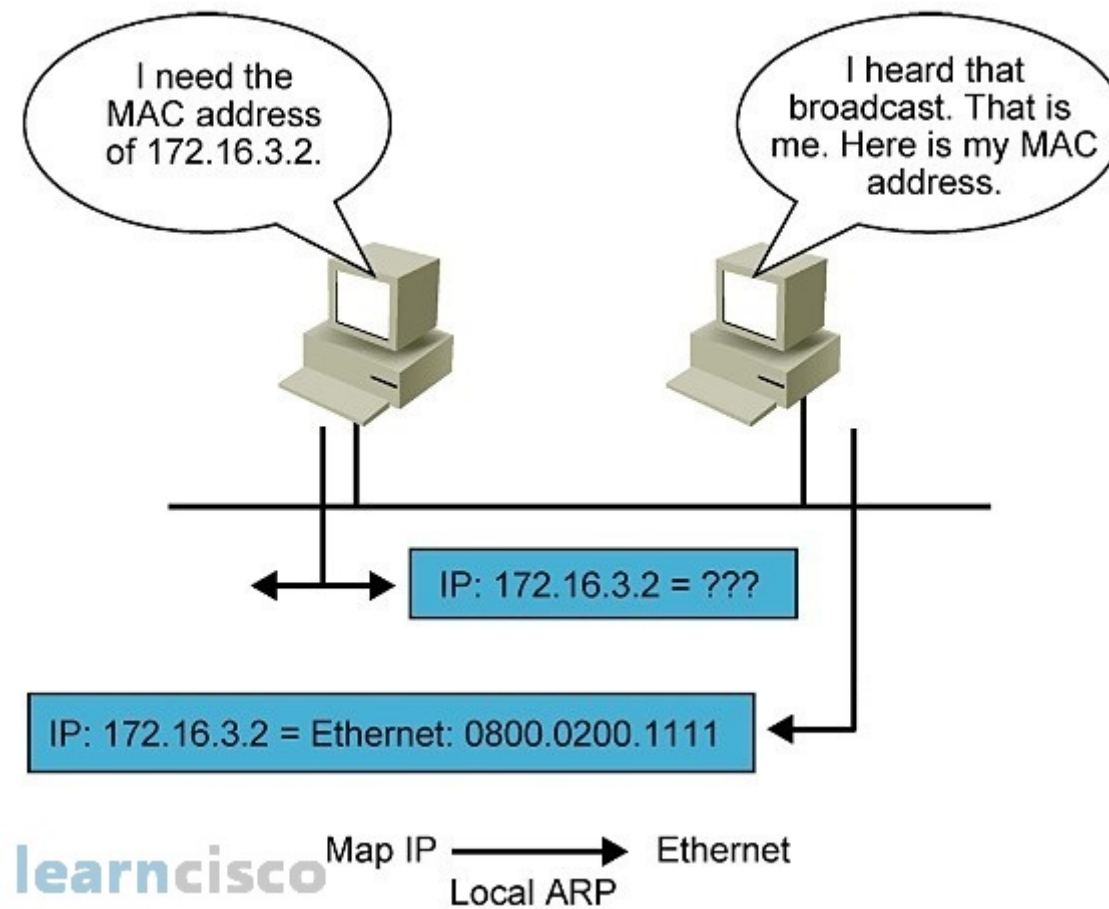 I need the
MAC address
of 172.16.3.2.
I heard that
broadcast. That is
me. Here is my MAC
address.
IP: 172.16.3.2 = ???
IP: 172.16.3.2 = Ethernet: 0800.0200.1111
Map IP Ethernet
Local ARP
learncisco